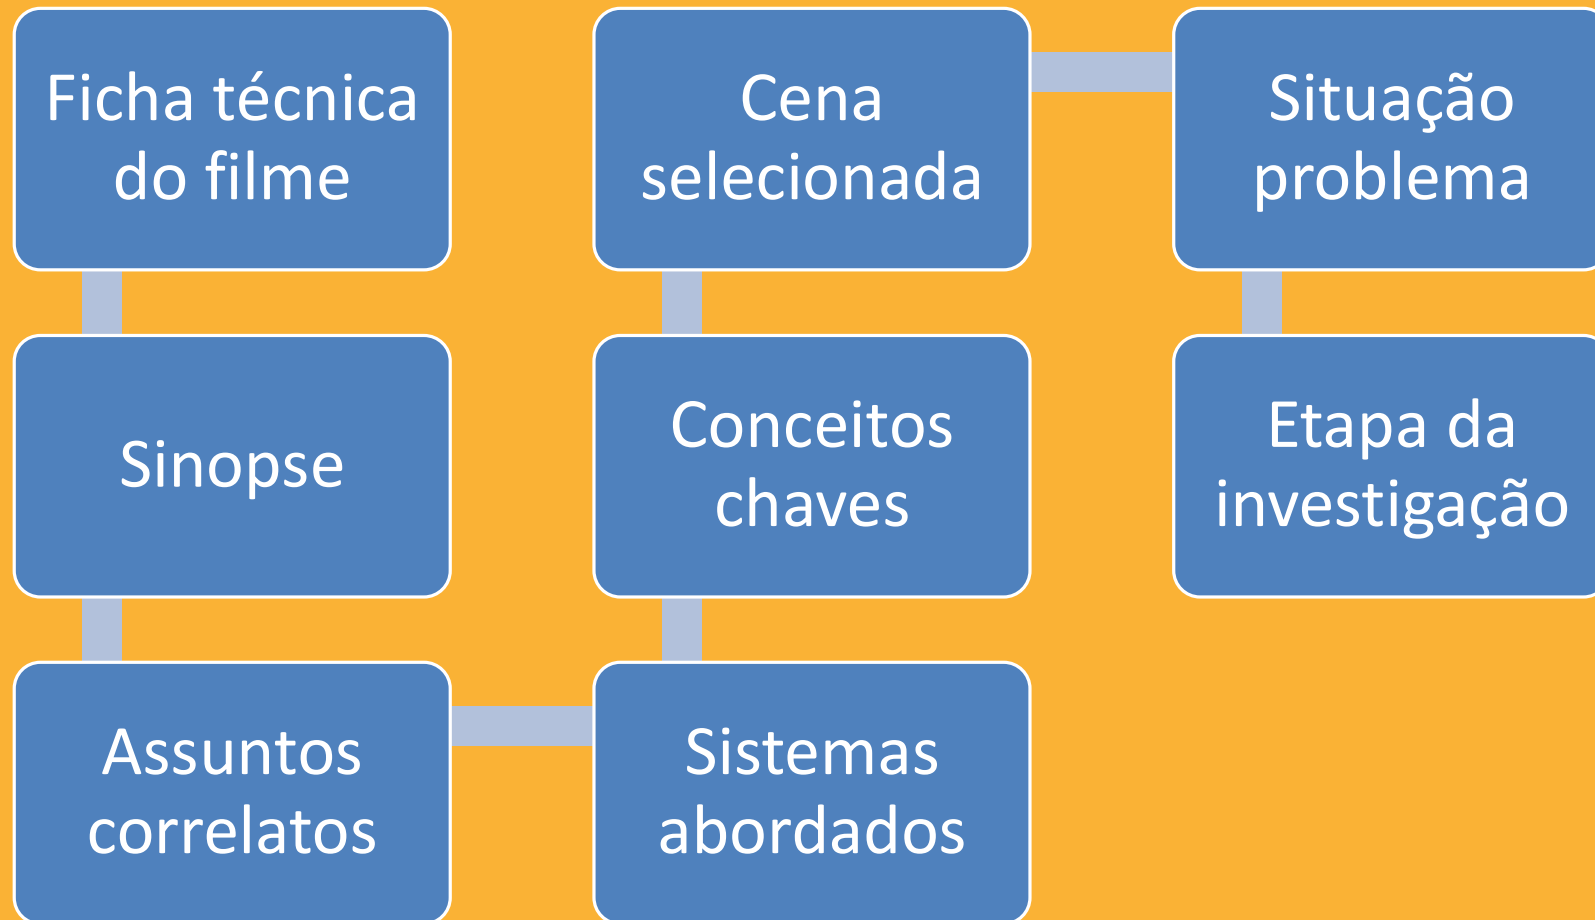 Ficha técnica
do filme
Sinopse
Assuntos
correlatos
Sistemas
abordados
Conceitos
chaves
Cena
selecionada
Situação
problema
Etapa da
investigação